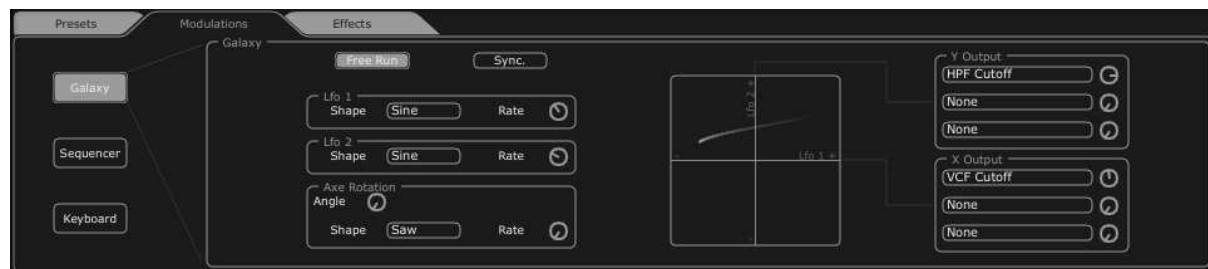 Presets Modulations Effects
Galaxy
Free Run Sync.
Galaxy
Lfo 1
Shape Sine Rate
Lfo 2
Shape Sine Rate
Axe Rotation
Angle
Shape Saw Rate
Sequencer
Keyboard
Lfo 2 +
Lfo 1 +
-
-
Y Output
HPF Cutoff
None
None
X Output
VCF Cutoff
None
None